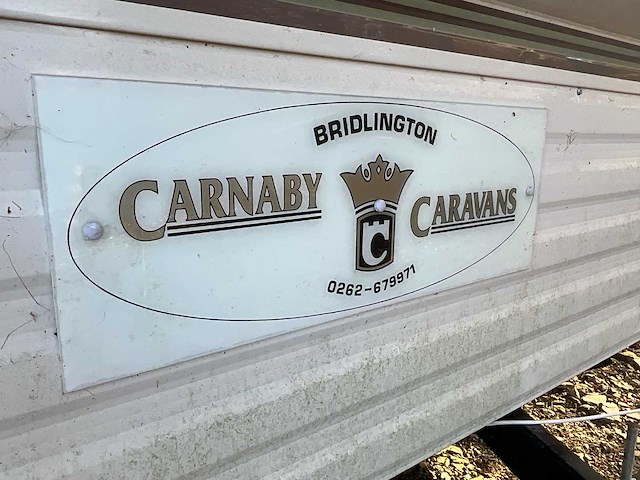 BRIDLINGTON
CARNABY CARAVANS
C
0262-679971